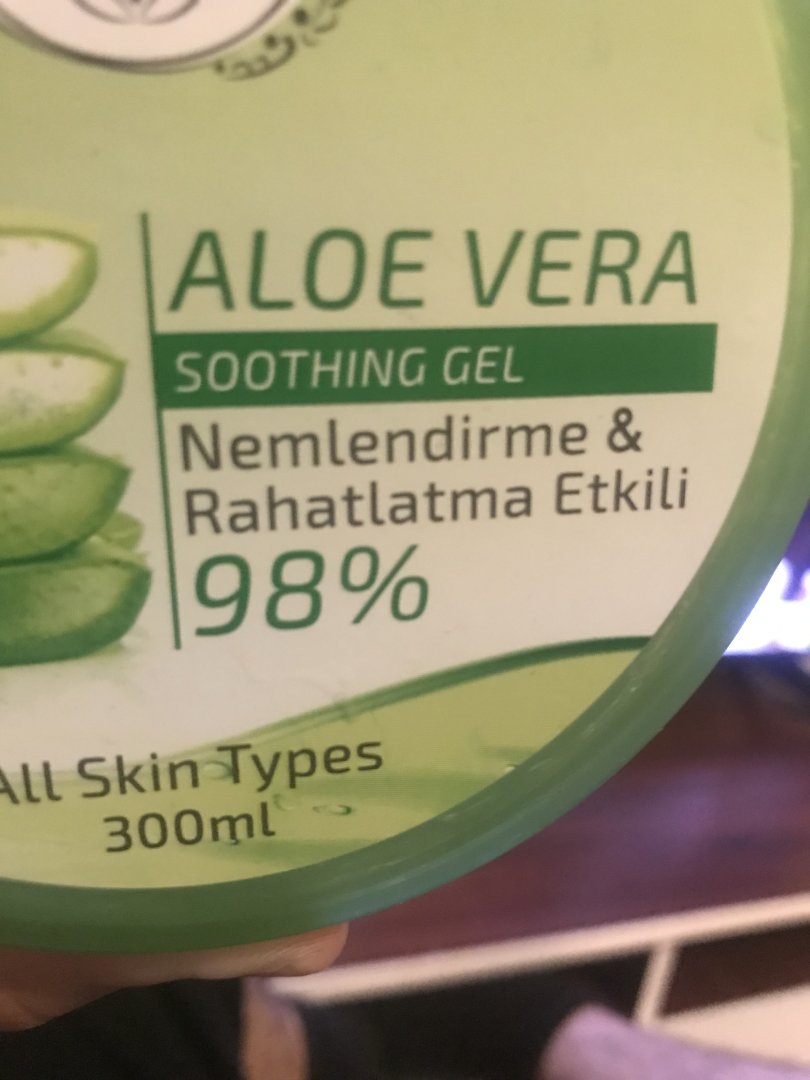 ALOE VERA
SOOTHING GEL
Nemlendirme &
Rahatlatma Etkili
98%
All Skin Types
300ml